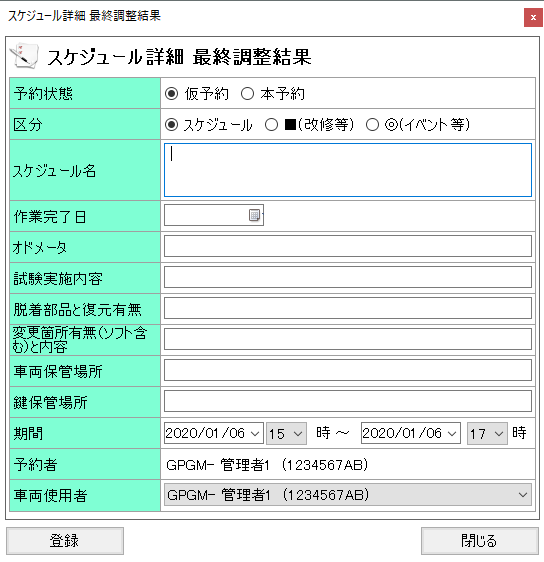 スケジュール詳細 最終調整結果
x
スケジュール詳細 最終調整結果
予約状態 仮予約 本予約
区分 スケジュール ■(改修等) ◎(イベント等)
スケジュール名
作業完了日
オドメータ
試験実施内容
脱着部品と復元有無
変更箇所有無(ソフト含
む)と内容
車両保管場所
鍵保管場所
期間 2020/01/06 15 時 ～ 2020/01/06 17 時
予約者 GPGM- 管理者1 (1234567AB)
車両使用者 GPGM- 管理者1 (1234567AB)
登録 閉じる